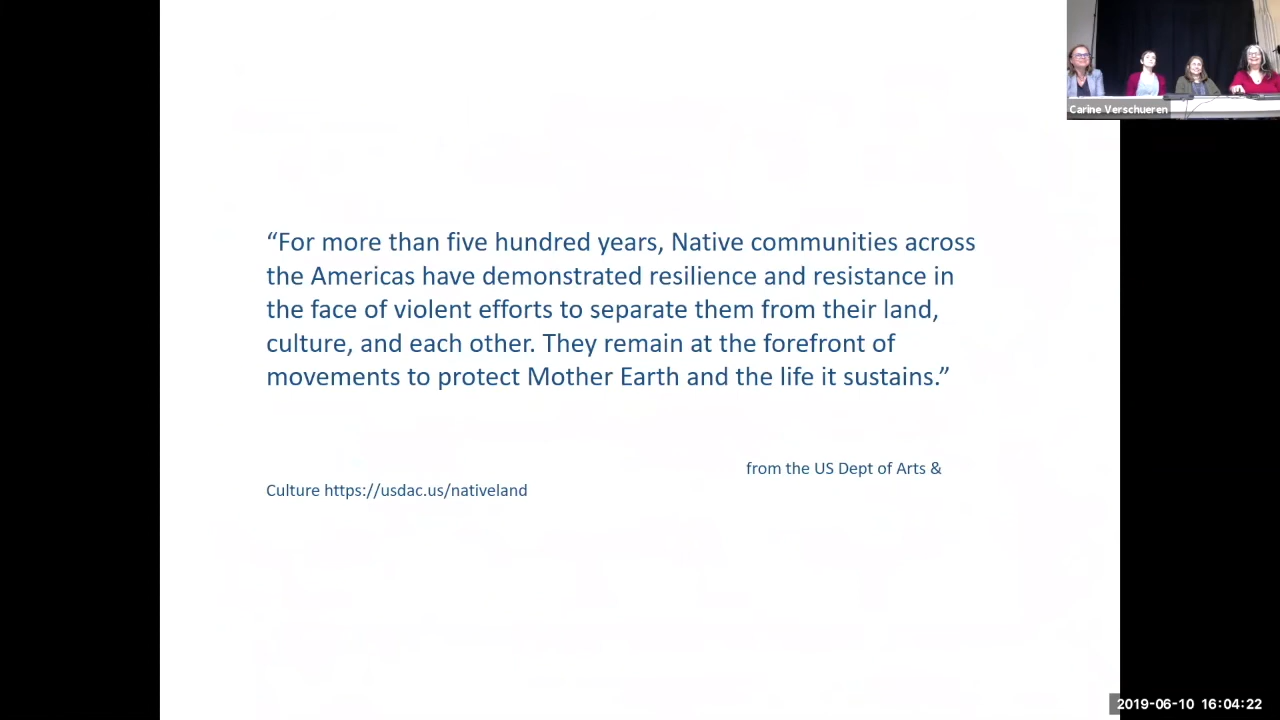 Carine Verschueren
“For more than five hundred years, Native communities across
the Americas have demonstrated resilience and resistance in
the face of violent efforts to separate them from their land,
culture, and each other. They remain at the forefront of
movements to protect Mother Earth and the life it sustains.”
from the US Dept of Arts &
Culture https://usdac.us/nativeland
2019-06-10 16:04:22